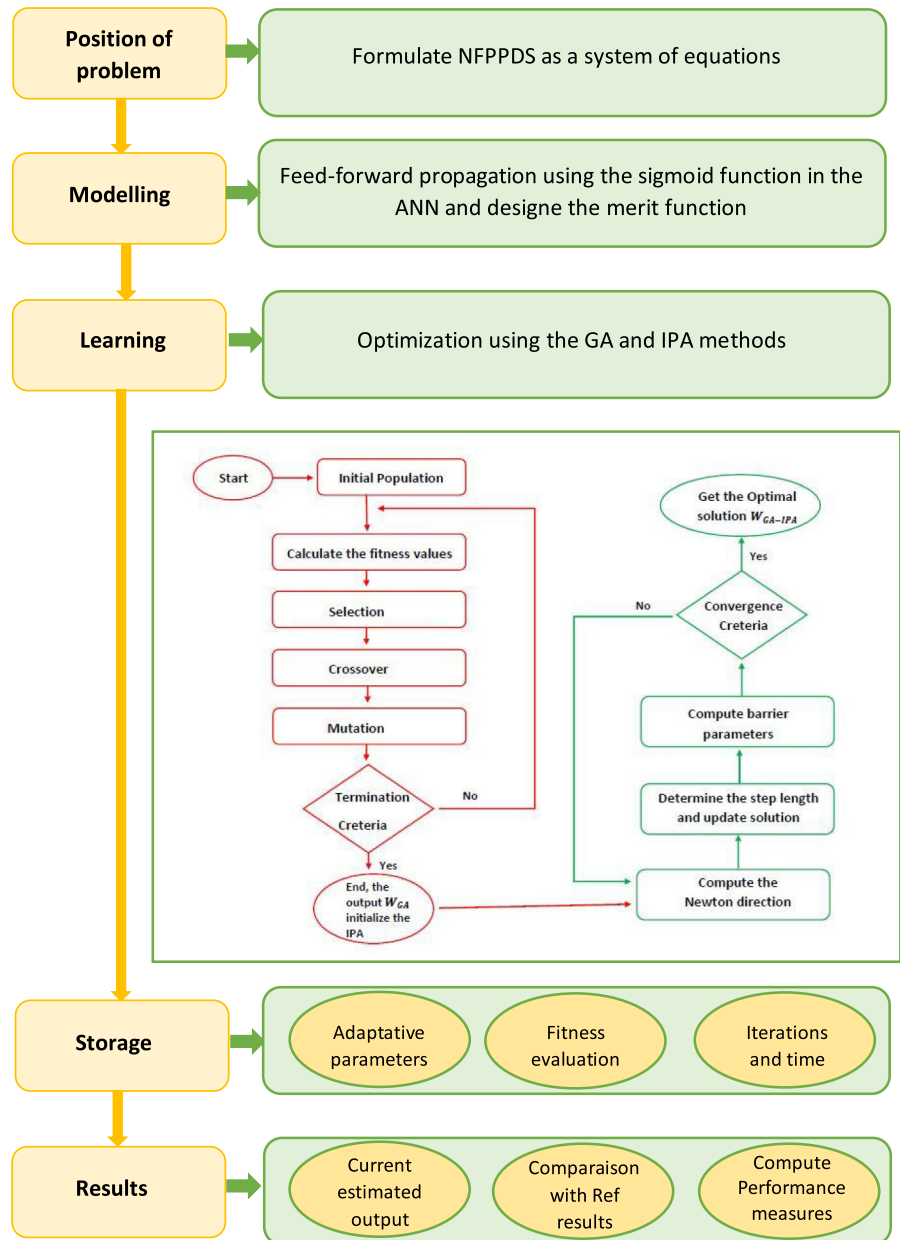 Position of
problem
Formulate NFPPDS as a system of equations
Modelling
Feed-forward propagation using the sigmoid function in the
ANN and designe the merit function
Learning
Optimization using the GA and IPA methods
Start
Initial Population
Calculate the fitness values
Selection
Crossover
Mutation
Termination
Creteria
No
Yes
End, the
output W_GA
initialize the
IPA
Get the Optimal
solution W_GA−IPA
Yes
No
Convergence
Creteria
Compute barrier
parameters
Determine the step length
and update solution
Compute the
Newton direction
Storage
Adaptative
parameters
Fitness
evaluation
Iterations
and time
Results
Current
estimated
output
Comparaison
with Ref
results
Compute
Performance
measures